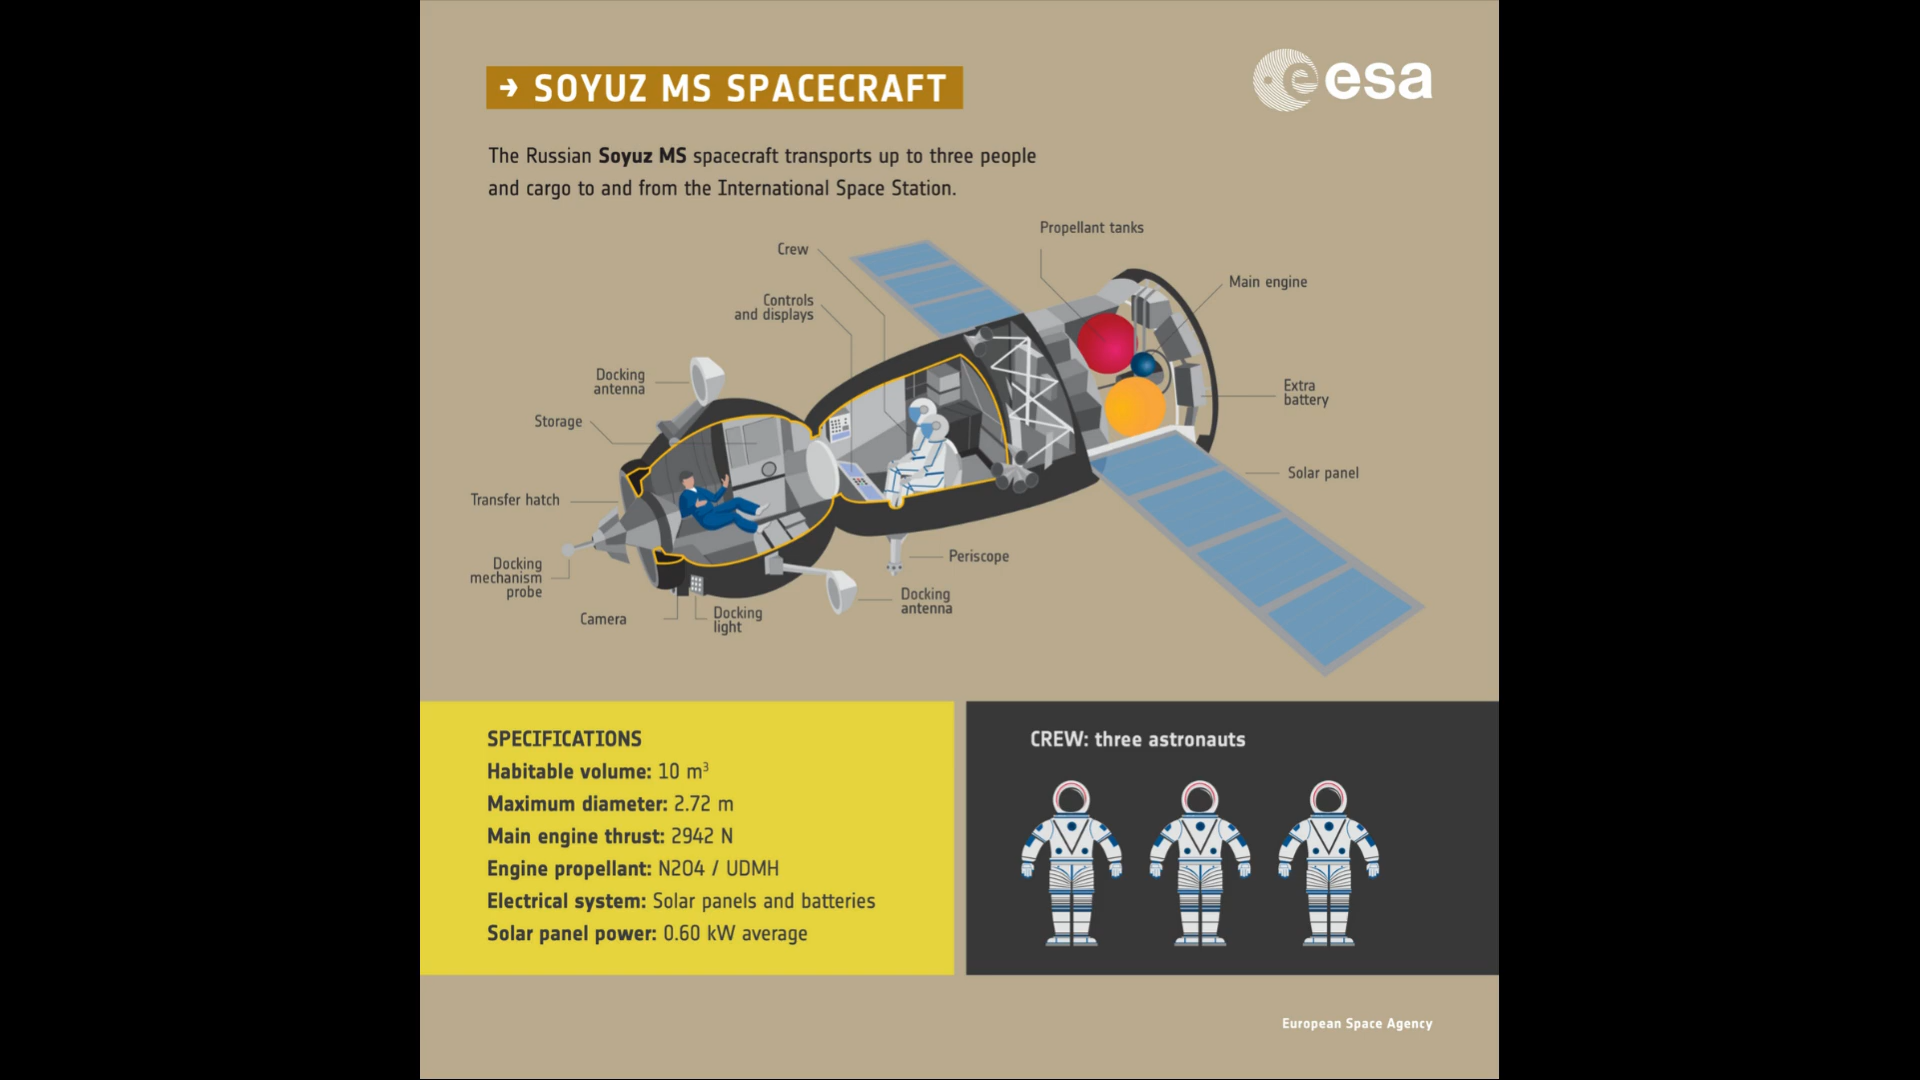 → SOYUZ MS SPACECRAFT
esa
The Russian Soyuz MS spacecraft transports up to three people
and cargo to and from the International Space Station.
Propellant tanks
Crew
Main engine
Controls
and displays
Docking
antenna
Extra
battery
Storage
Solar panel
Transfer hatch
Periscope
Docking
mechanism
probe
Docking
antenna
Camera
Docking
light
SPECIFICATIONS
Habitable volume: 10 m³
Maximum diameter: 2.72 m
Main engine thrust: 2942 N
Engine propellant: N2O4 / UDMH
Electrical system: Solar panels and batteries
Solar panel power: 0.60 kW average
CREW: three astronauts
European Space Agency